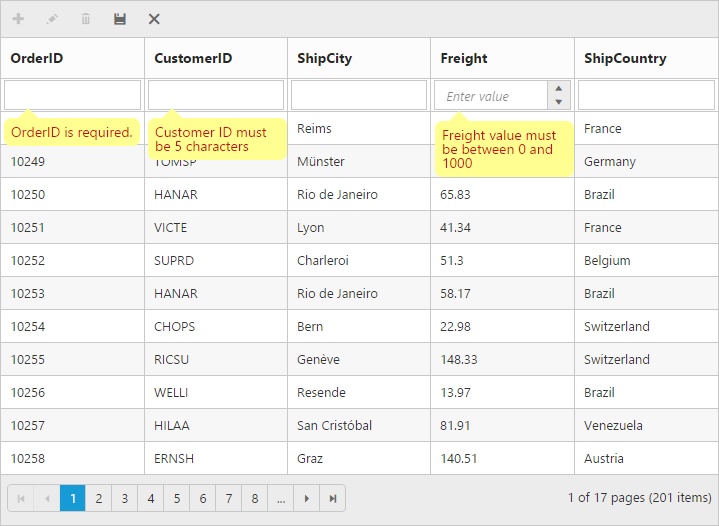 OrderID CustomerID ShipCity Freight ShipCountry
Enter value
OrderID is required.
Customer ID must
be 5 characters
Freight value must
be between 0 and
1000
Reims France
10249 TOMSP Münster Germany
10250 HANAR Rio de Janeiro 65.83 Brazil
10251 VICTE Lyon 41.34 France
10252 SUPRD Charleroi 51.3 Belgium
10253 HANAR Rio de Janeiro 58.17 Brazil
10254 CHOPS Bern 22.98 Switzerland
10255 RICSU Genève 148.33 Switzerland
10256 WELLI Resende 13.97 Brazil
10257 HILAA San Cristóbal 81.91 Venezuela
10258 ERNSH Graz 140.51 Austria
1 2 3 4 5 6 7 8 ... 1 of 17 pages (201 items)